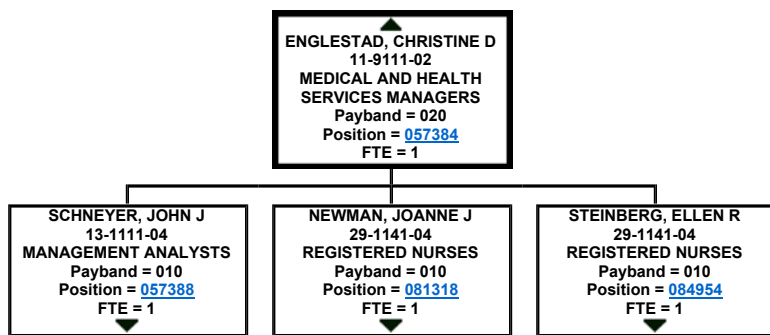 ENGLESTAD, CHRISTINE D
11-9111-02
MEDICAL AND HEALTH
SERVICES MANAGERS
Payband = 020
Position = 057384
FTE = 1
SCHNEYER, JOHN J
13-1111-04
MANAGEMENT ANALYSTS
Payband = 010
Position = 057388
FTE = 1
NEWMAN, JOANNE J
29-1141-04
REGISTERED NURSES
Payband = 010
Position = 081318
FTE = 1
STEINBERG, ELLEN R
29-1141-04
REGISTERED NURSES
Payband = 010
Position = 084954
FTE = 1